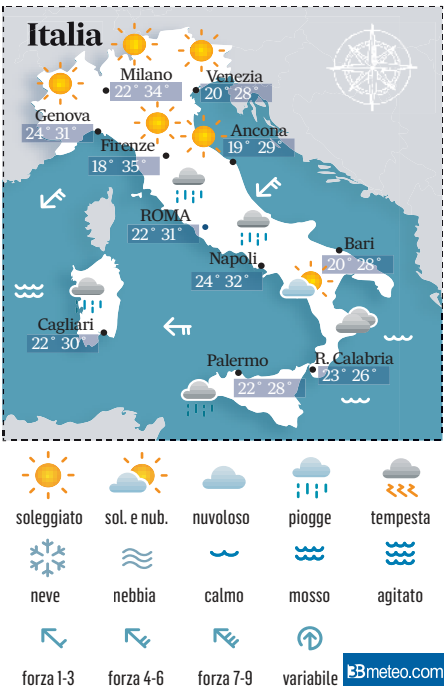 Italia
Milano
22° 34°
Venezia
20° 28°
Genova
24° 31°
Firenze
18° 35°
Ancona
19° 29°
ROMA
22° 31°
Napoli
24° 32°
Bari
20° 28°
Cagliari
22° 30°
Palermo
22° 28°
R. Calabria
23° 26°
soleggiato
sol. e nub.
nuvoloso
piogge
tempesta
neve
nebbia
calmo
mosso
agitato
forza 1-3
forza 4-6
forza 7-9
variabile
3Bmeteo.com